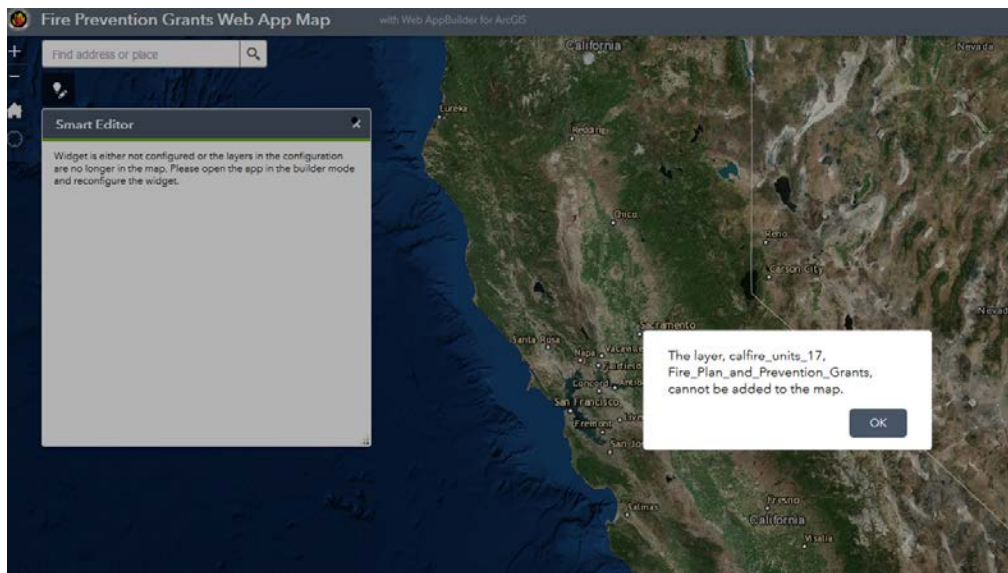 Fire Prevention Grants Web App Map
with Web AppBuilder for ArcGIS
Find address or place
Smart Editor
Widget is either not configured or the layers in the configuration
are no longer in the map. Please open the app in the builder mode
and reconfigure the widget.
California
Nevada
Eureka
Redding
Chico
Reno
Carson City
Nevada
Sacramento
Santa Rosa
Napa
Vacaville
Fairfield
Concord
San Francisco
Fremont
Salinas
Fresno
California
Visalia
The layer, calfire_units_17,
Fire_Plan_and_Prevention_Grants,
cannot be added to the map.
OK